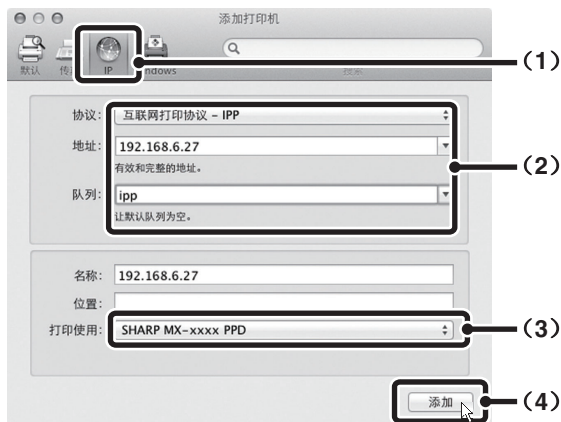 添加打印机
默认
IP
搜索
(1)
协议: 互联网打印协议 – IPP
地址: 192.168.6.27
有效和完整的地址。
(2)
队列: ipp
让默认队列为空。
名称: 192.168.6.27
位置:
打印使用: SHARP MX-xxxx PPD
(3)
添加
(4)